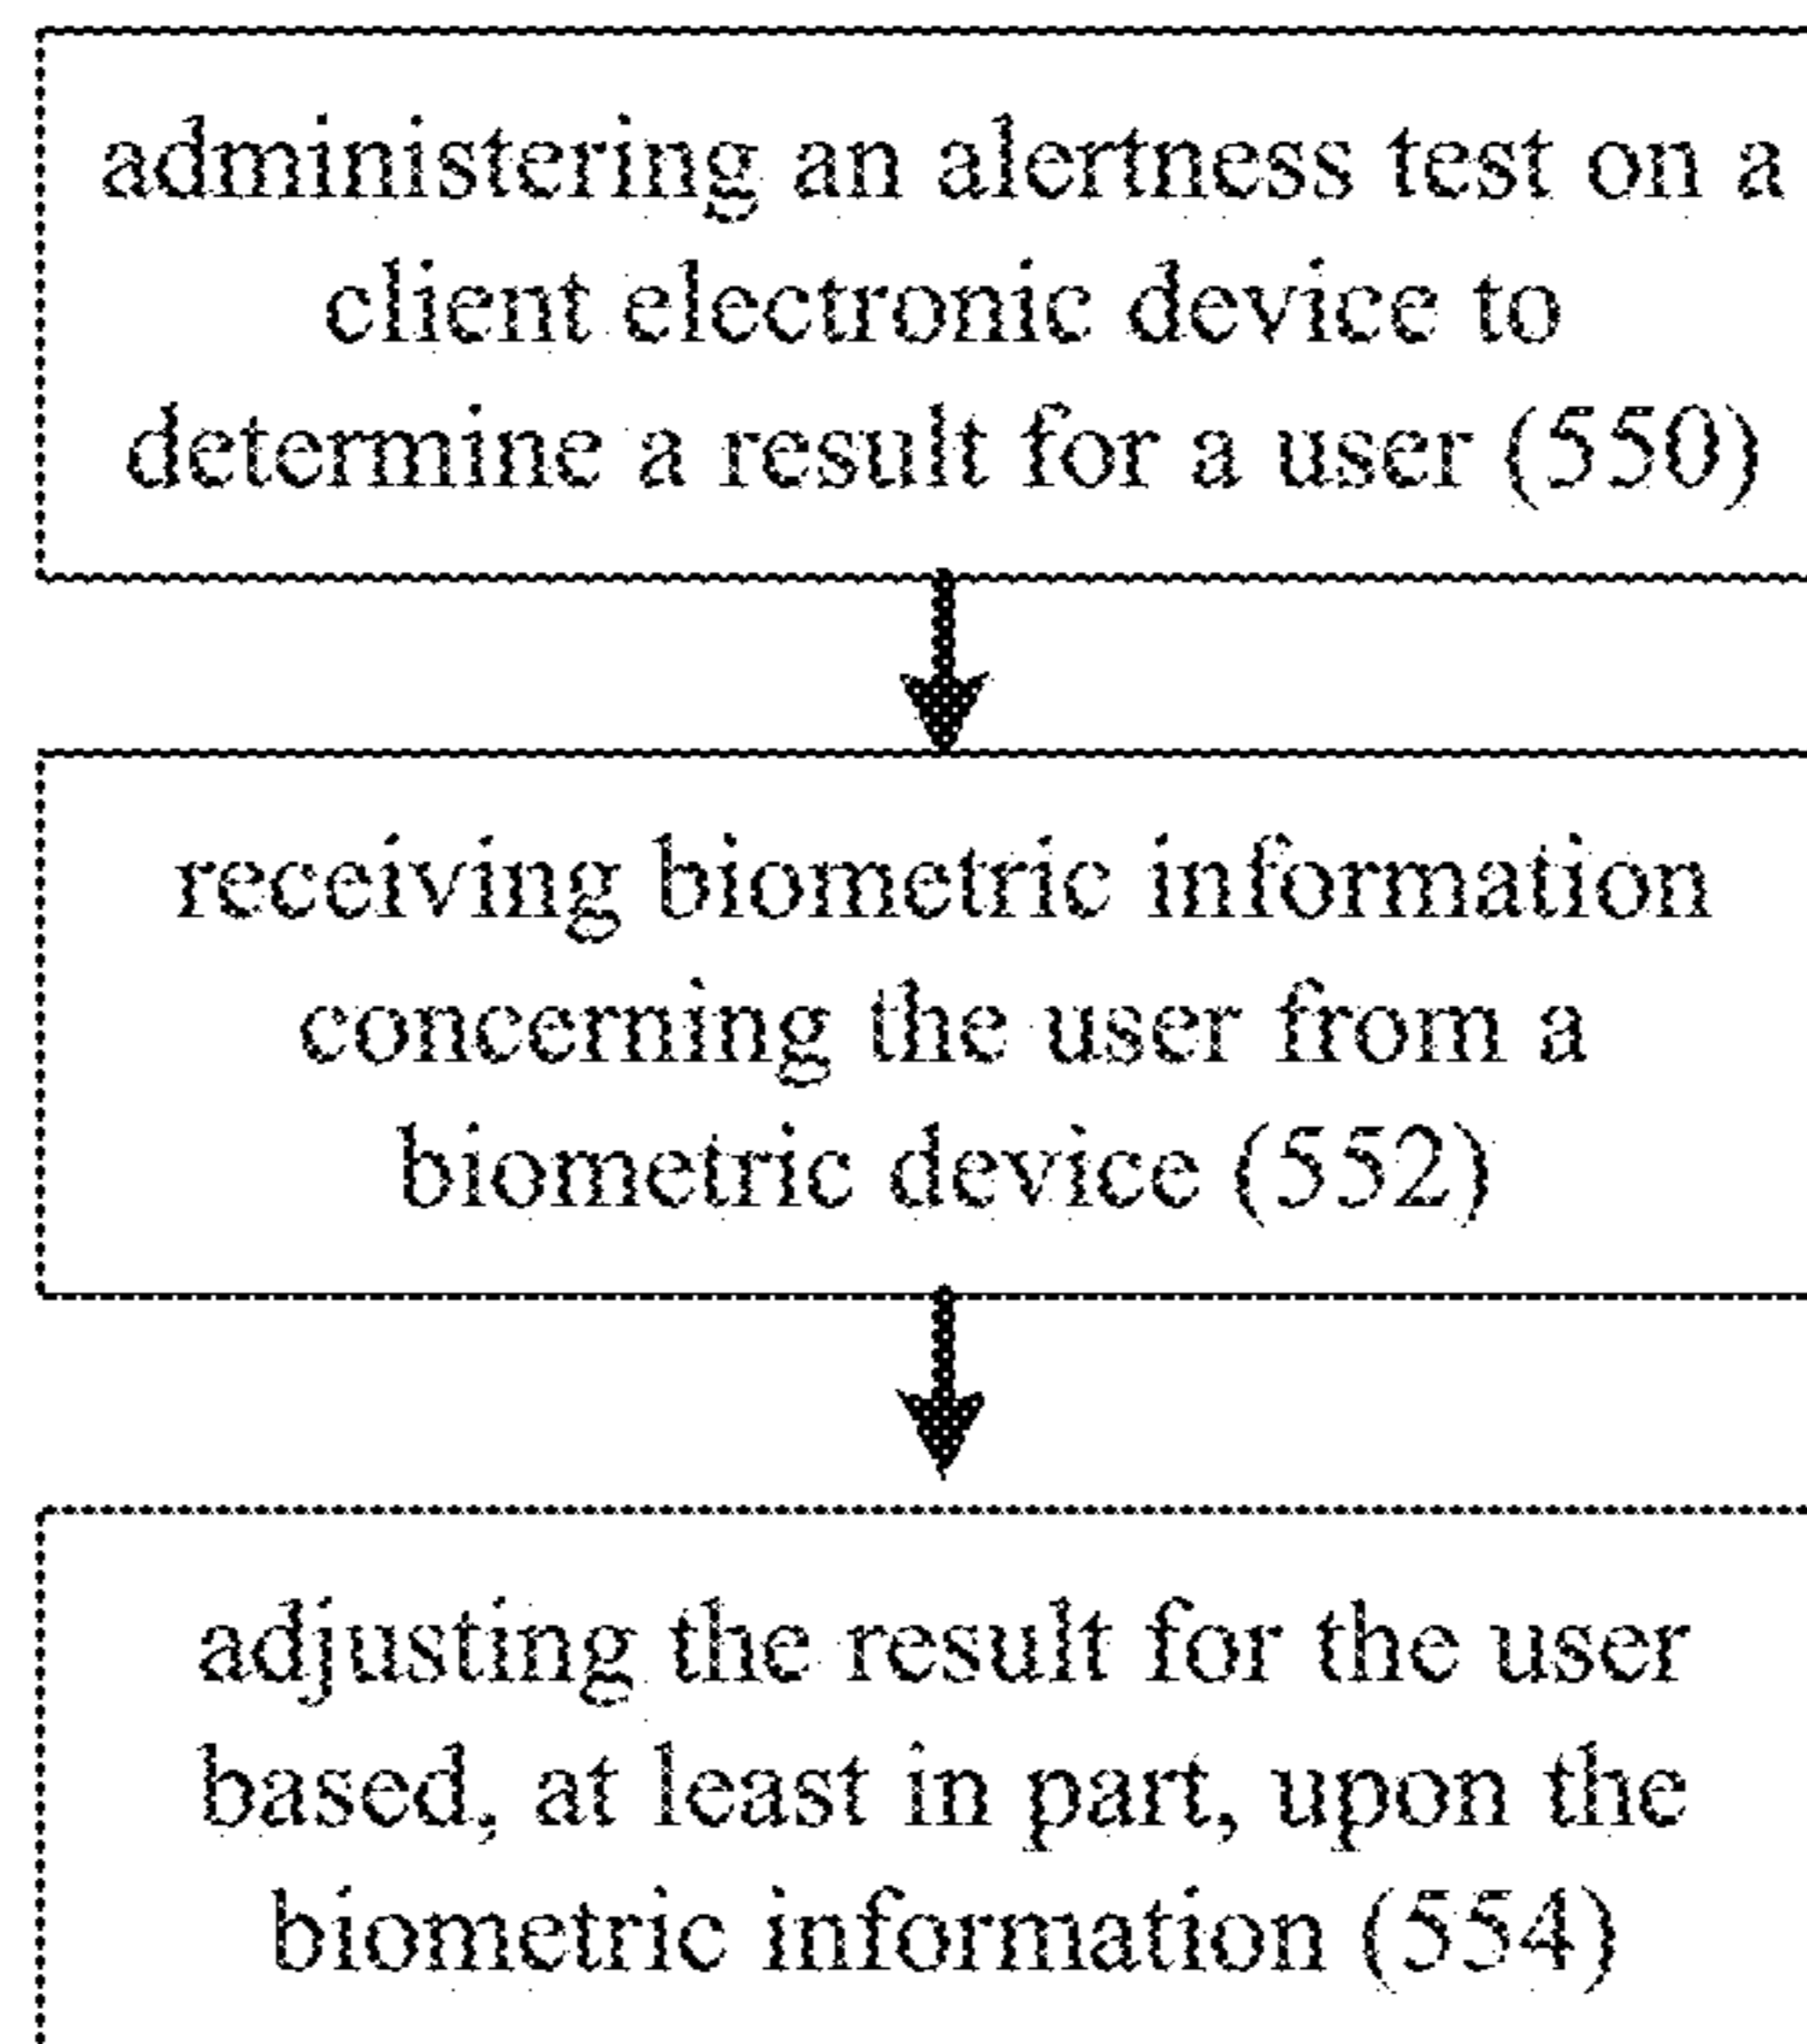 administering an alertness test on a
client electronic device to
determine a result for a user (550)
receiving biometric information
concerning the user from a
biometric device (552)
adjusting the result for the user
based, at least in part, upon the
biometric information (554)